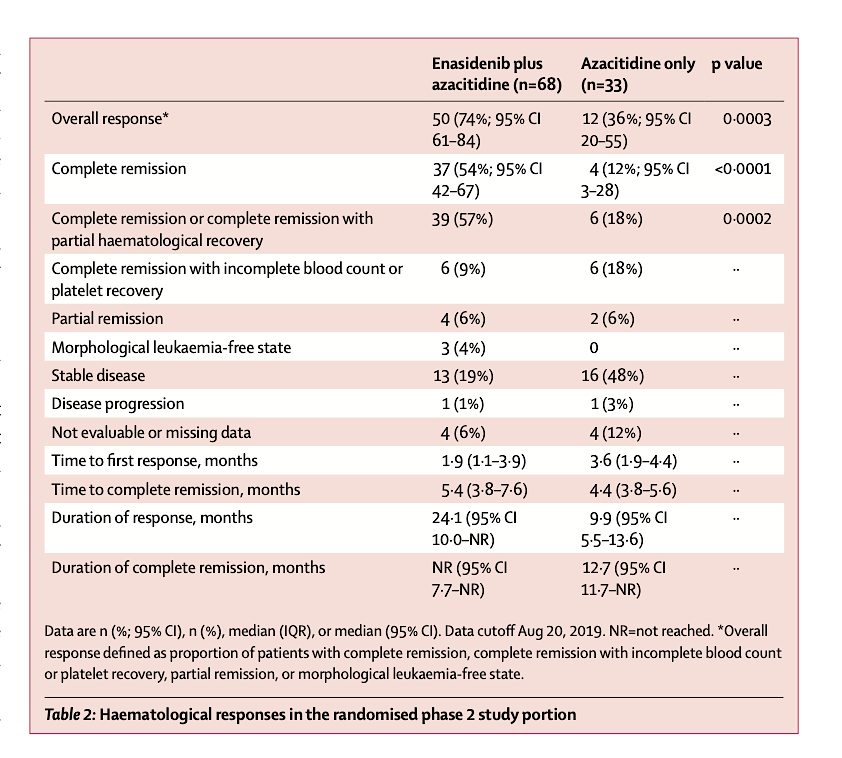 Enasidenib plus azacitidine (n=68) Azacitidine only (n=33) p value
Overall response* 50 (74%; 95% CI 61–84) 12 (36%; 95% CI 20–55) 0·0003
Complete remission 37 (54%; 95% CI 42–67) 4 (12%; 95% CI 3–28) <0·0001
Complete remission or complete remission with partial haematological recovery 39 (57%) 6 (18%) 0·0002
Complete remission with incomplete blood count or platelet recovery 6 (9%) 6 (18%) ··
Partial remission 4 (6%) 2 (6%) ··
Morphological leukaemia-free state 3 (4%) 0 ··
Stable disease 13 (19%) 16 (48%) ··
Disease progression 1 (1%) 1 (3%) ··
Not evaluable or missing data 4 (6%) 4 (12%) ··
Time to first response, months 1·9 (1·1–3·9) 3·6 (1·9–4·4) ··
Time to complete remission, months 5·4 (3·8–7·6) 4·4 (3·8–5·6) ··
Duration of response, months 24·1 (95% CI 10·0–NR) 9·9 (95% CI 5·5–13·6) ··
Duration of complete remission, months NR (95% CI 7·7–NR) 12·7 (95% CI 11·7–NR) ··
Data are n (%; 95% CI), n (%), median (IQR), or median (95% CI). Data cutoff Aug 20, 2019. NR=not reached. *Overall
response defined as proportion of patients with complete remission, complete remission with incomplete blood count
or platelet recovery, partial remission, or morphological leukaemia-free state.
Table 2: Haematological responses in the randomised phase 2 study portion